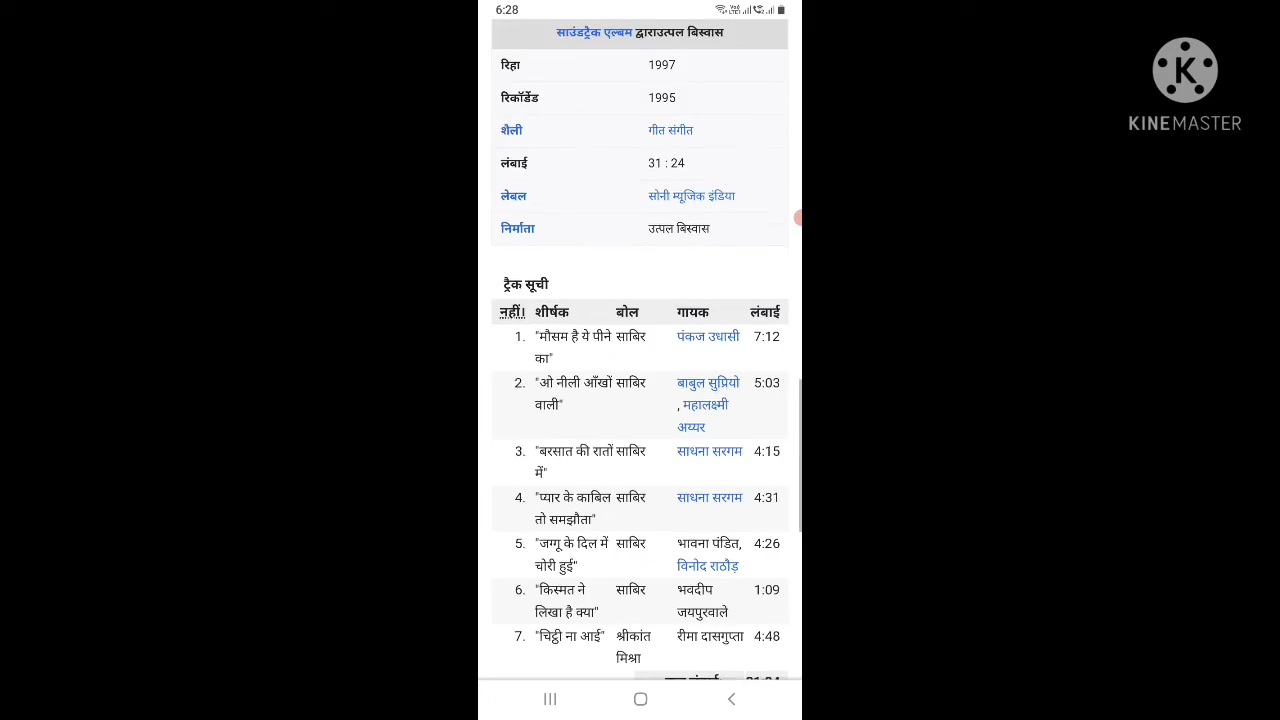 6:28
साउंडट्रैक एल्बम द्वाराउत्पल बिस्वास
रिहा 1997
रिकॉर्डेड 1995
शैली गीत संगीत
लंबाई 31 : 24
लेबल सोनी म्यूजिक इंडिया
निर्माता उत्पल बिस्वास
ट्रैक सूची
नहीं। शीर्षक बोल गायक लंबाई
1. "मौसम है ये पीने साबिर पंकज उधासी 7:12
का"
2. "ओ नीली आँखों साबिर बाबुल सुप्रियो 5:03
वाली" , महालक्ष्मी
अय्यर
3. "बरसात की रातों साबिर साधना सरगम 4:15
में"
4. "प्यार के काबिल साबिर साधना सरगम 4:31
तो समझौता"
5. "जग्गू के दिल में साबिर भावना पंडित, 4:26
चोरी हुई" विनोद राठौड़
6. "किस्मत ने साबिर भवदीप 1:09
लिखा है क्या" जयपुरवाले
7. "चिट्ठी ना आई" श्रीकांत रीमा दासगुप्ता 4:48
मिश्रा
K
KINEMASTER